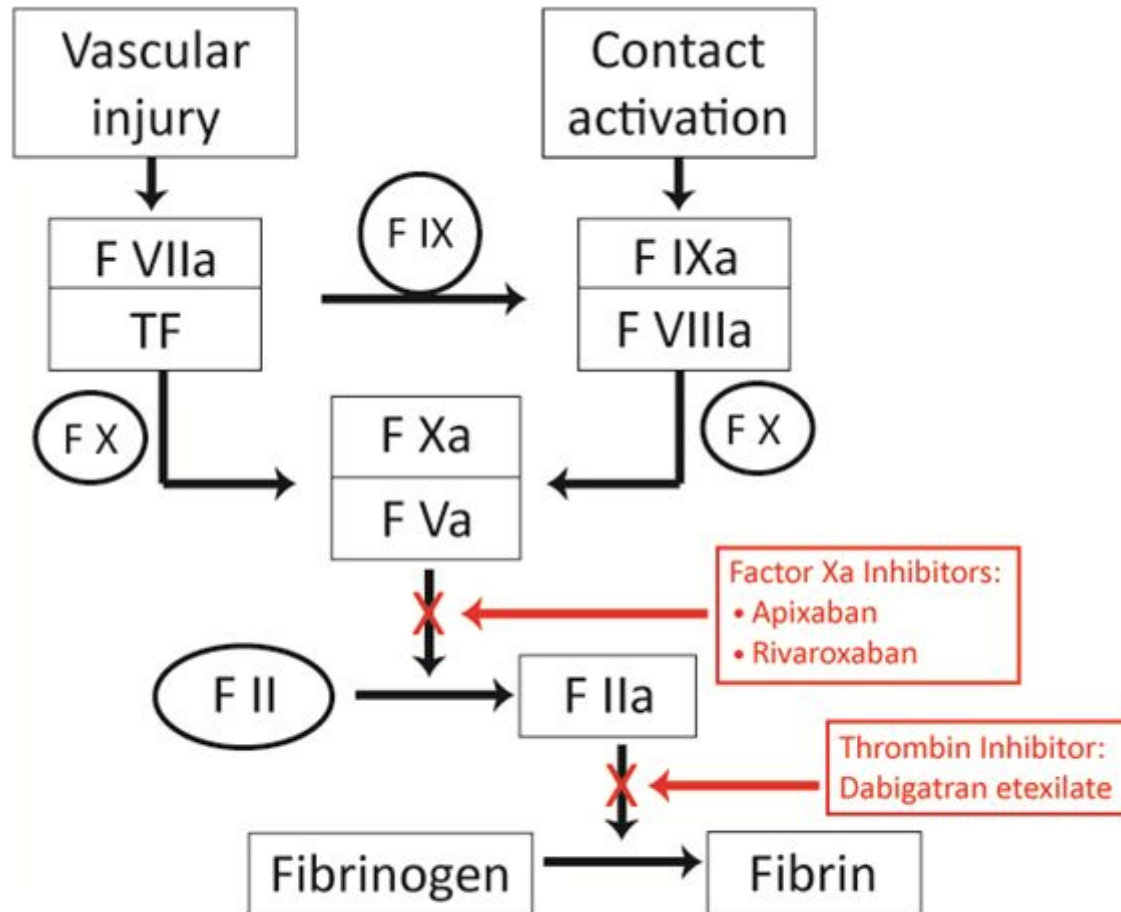 Vascular
injury
Contact
activation
F IX
F VIIa
TF
F IXa
F VIIIa
F X
F X
F Xa
F Va
Factor Xa Inhibitors:
• Apixaban
• Rivaroxaban
F II
F IIa
Thrombin Inhibitor:
Dabigatran etexilate
Fibrinogen
Fibrin